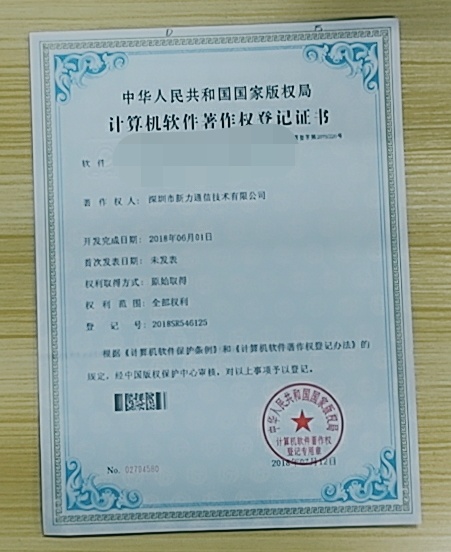 中华人民共和国国家版权局
计算机软件著作权登记证书
软件
著作权人： 深圳市新力通信技术有限公司
开发完成日期： 2018年06月01日
首次发表日期： 未发表
权利取得方式： 原始取得
权利范围： 全部权利
登记号： 2018SR546125
根据《计算机软件保护条例》和《计算机软件著作权登记办法》的
规定，经中国版权保护中心审核，对以上事项予以登记。
中华人民共和国国家版权局
计算机软件著作权
登记专用章
No. 02794560